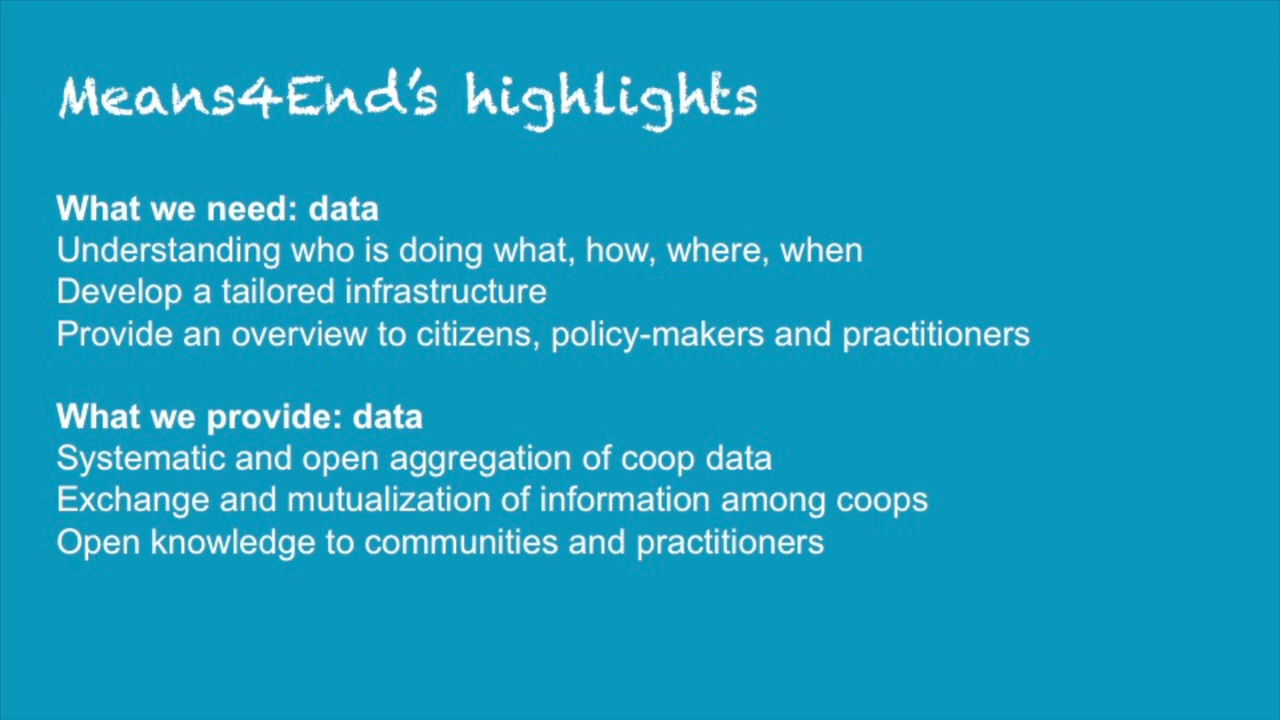 Means4End's highlights
What we need: data
Understanding who is doing what, how, where, when
Develop a tailored infrastructure
Provide an overview to citizens, policy-makers and practitioners
What we provide: data
Systematic and open aggregation of coop data
Exchange and mutualization of information among coops
Open knowledge to communities and practitioners